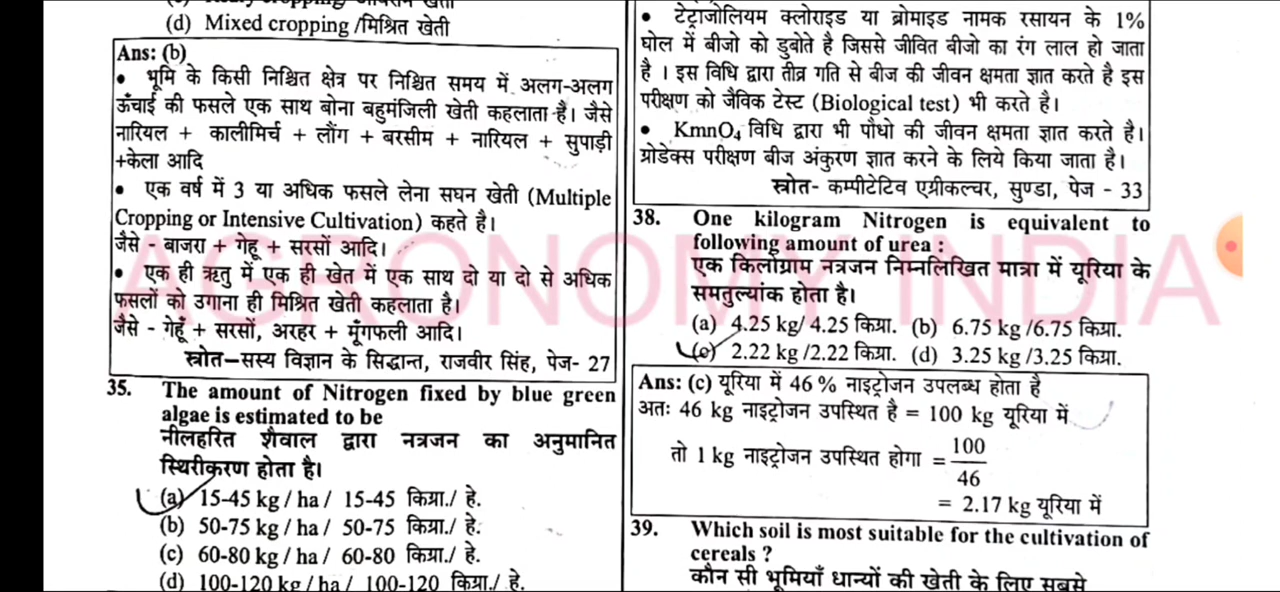 (d) Mixed cropping /मिश्रित खेती
Ans: (b)
• भूमि के किसी निश्चित क्षेत्र पर निश्चित समय में अलग-अलग
ऊँचाई की फसले एक साथ बोना बहुमंजिली खेती कहलाता है। जैसे
नारियल + कालीमिर्च + लौंग + बरसीम + नारियल + सुपाड़ी
+केला आदि
• एक वर्ष में 3 या अधिक फसले लेना सघन खेती (Multiple
Cropping or Intensive Cultivation) कहते है।
जैसे - बाजरा + गेहू + सरसों आदि।
• एक ही ऋतु में एक ही खेत में एक साथ दो या दो से अधिक
फसलों को उगाना ही मिश्रित खेती कहलाता है।
जैसे - गेहूँ + सरसों, अरहर + मूँगफली आदि।
स्त्रोत–सस्य विज्ञान के सिद्धान्त, राजवीर सिंह, पेज- 27
35. The amount of Nitrogen fixed by blue green
algae is estimated to be
नीलहरित शैवाल द्वारा नत्रजन का अनुमानित
स्थिरीकरण होता है।
(a) 15-45 kg / ha / 15-45 किग्रा./ हे.
(b) 50-75 kg / ha / 50-75 किग्रा./ हे.
(c) 60-80 kg / ha / 60-80 किग्रा./ हे.
(d) 100-120 kg / ha / 100-120 किग्रा./ हे.
• टेट्राजोलियम क्लोराइड या ब्रोमाइड नामक रसायन के 1%
घोल में बीजो को डुबोते है जिससे जीवित बीजो का रंग लाल हो जाता
है । इस विधि द्वारा तीव्र गति से बीज की जीवन क्षमता ज्ञात करते है इस
परीक्षण को जैविक टेस्ट (Biological test) भी करते है।
• KmnO4 विधि द्वारा भी पौधो की जीवन क्षमता ज्ञात करते है।
ग्रोडेक्स परीक्षण बीज अंकुरण ज्ञात करने के लिये किया जाता है।
स्त्रोत- कम्पीटेटिव एग्रीकल्चर, सुण्डा, पेज - 33
38. One kilogram Nitrogen is equivalent to
following amount of urea :
एक किलोग्राम नत्रजन निम्नलिखित मात्रा में यूरिया के
समतुल्यांक होता है।
(a) 4.25 kg/ 4.25 किग्रा. (b) 6.75 kg /6.75 किग्रा.
(c) 2.22 kg /2.22 किग्रा. (d) 3.25 kg /3.25 किग्रा.
Ans: (c) यूरिया में 46 % नाइट्रोजन उपलब्ध होता है
अतः 46 kg नाइट्रोजन उपस्थित है = 100 kg यूरिया में
तो 1 kg नाइट्रोजन उपस्थित होगा = 100
46
= 2.17 kg यूरिया में
39. Which soil is most suitable for the cultivation of
cereals ?
कौन सी भूमियाँ धान्यों की खेती के लिए सबसे
AGRONOMY INDIA